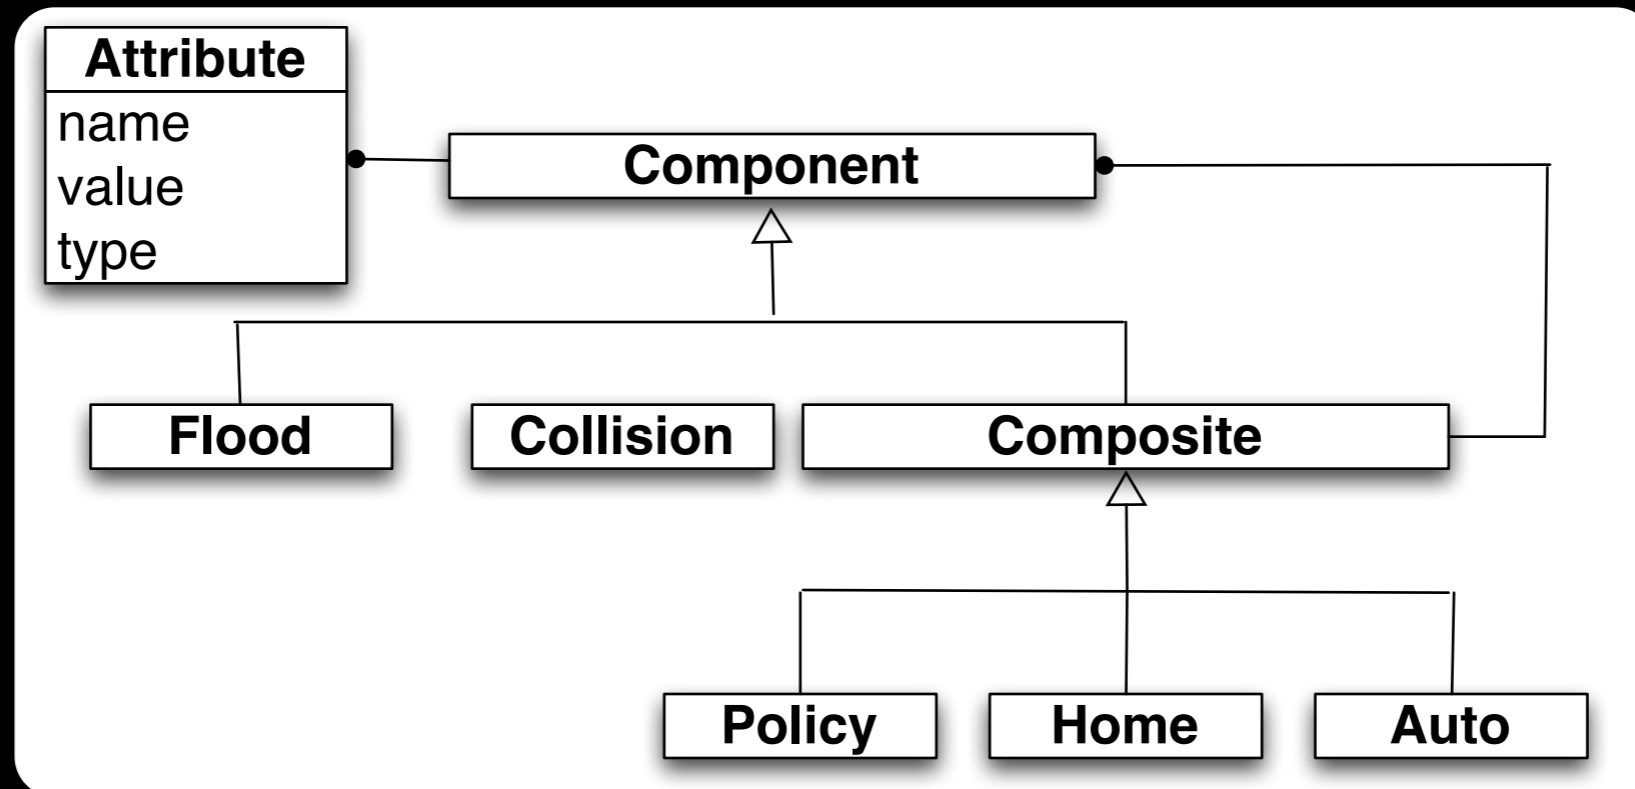 Attribute
name
value
type
Component
Flood
Collision
Composite
Policy
Home
Auto